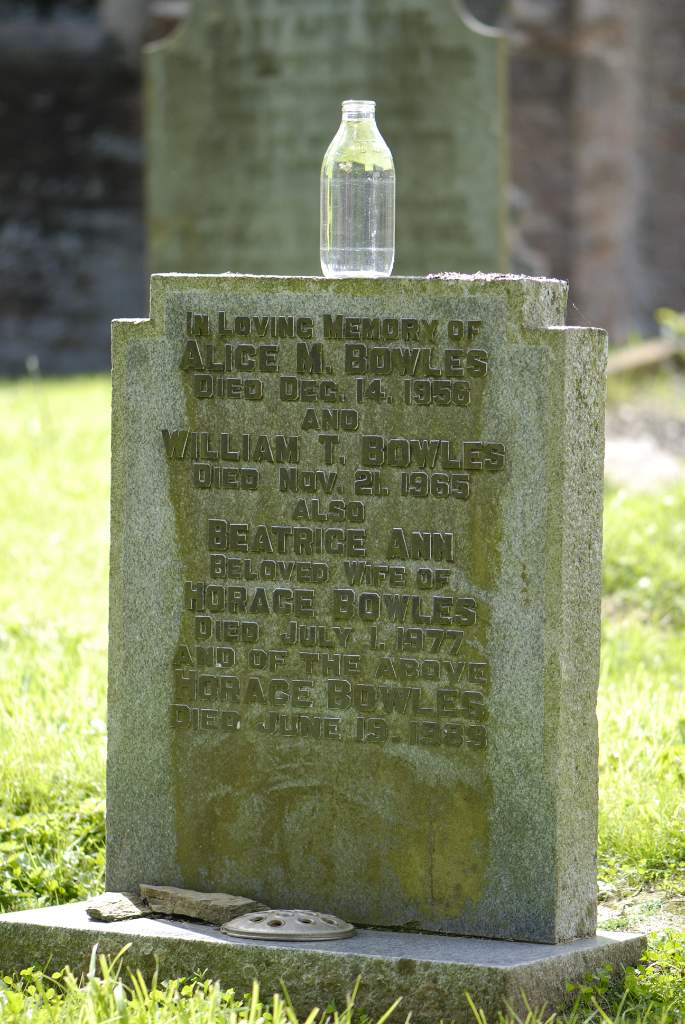 In Loving Memory of
Alice M. Bowles
Died Dec. 14. 1956
and
William T. Bowles
Died Nov. 21. 1965
also
Beatrice Ann
Beloved Wife of
Horace Bowles
Died July 1. 1977
and of the above
Horace Bowles
Died June 19. 1989